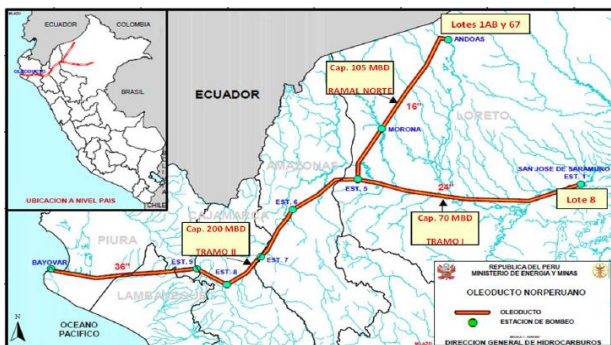 ECUADOR
COLOMBIA
OLEODUCTO
BRASIL
CHILE
UBICACION A NIVEL PAIS
ECUADOR
Lotes 1AB y 67
ANDOAS
Cap. 105 MBD
RAMAL NORTE
16"
LORETO
MORONA
AMAZONAS
SAN JOSE DE SARAMURO
EST. 1
EST. 5
24"
Lote 8
EST. 6
CAJAMARCA
Cap. 70 MBD
TRAMO I
Cap. 200 MBD
TRAMO II
PIURA
BAYOVAR
36"
EST. 9
EST. 7
EST. 8
LAMBAYEQUE
OCEANO
PACIFICO
N
REPUBLICA DEL PERU
MINISTERIO DE ENERGIA Y MINAS
OLEODUCTO NORPERUANO
OLEODUCTO
ESTACION DE BOMBEO
DIRECCION GENERAL DE HIDROCARBUROS